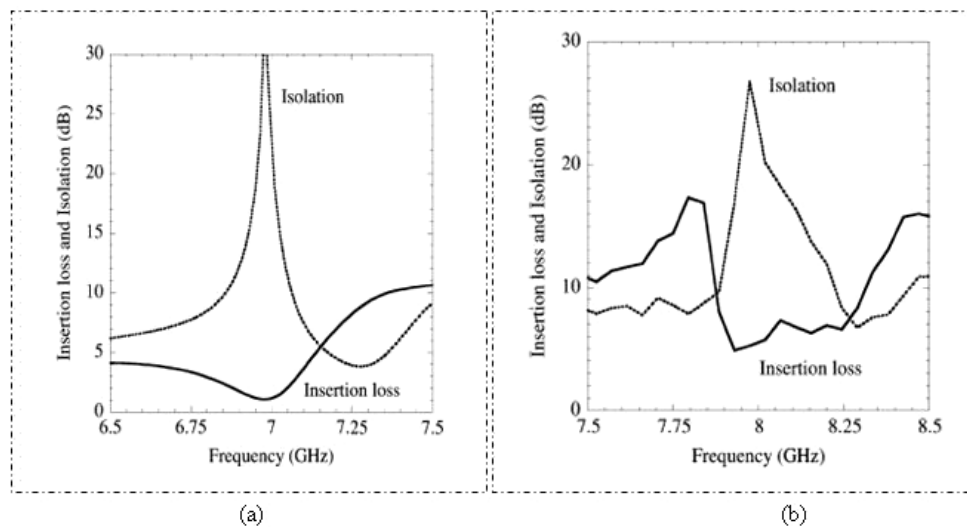 Insertion loss and Isolation (dB)
30
25
20
15
10
5
0
Isolation
Insertion loss
6.5 6.75 7 7.25 7.5
Frequency (GHz)
(a)
Insertion loss and Isolation (dB)
30
20
10
0
Isolation
Insertion loss
7.5 7.75 8 8.25 8.5
Frequency (GHz)
(b)